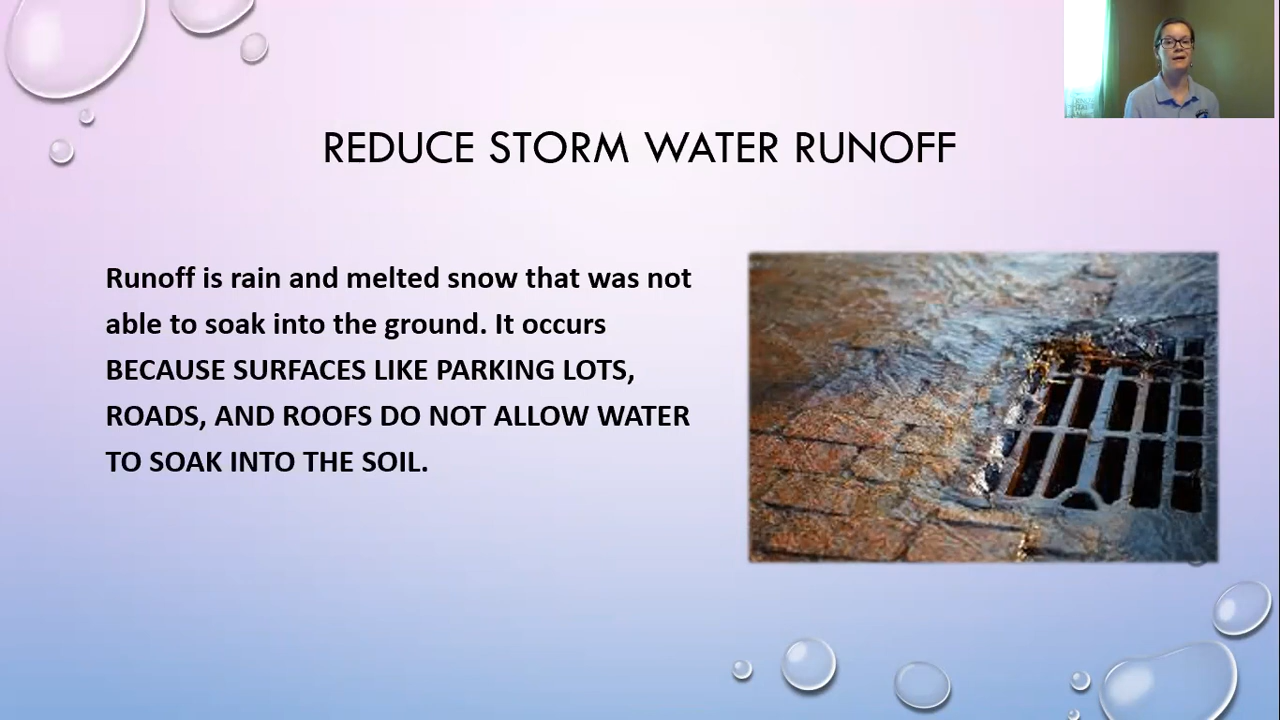 REDUCE STORM WATER RUNOFF
Runoff is rain and melted snow that was not
able to soak into the ground. It occurs
BECAUSE SURFACES LIKE PARKING LOTS,
ROADS, AND ROOFS DO NOT ALLOW WATER
TO SOAK INTO THE SOIL.